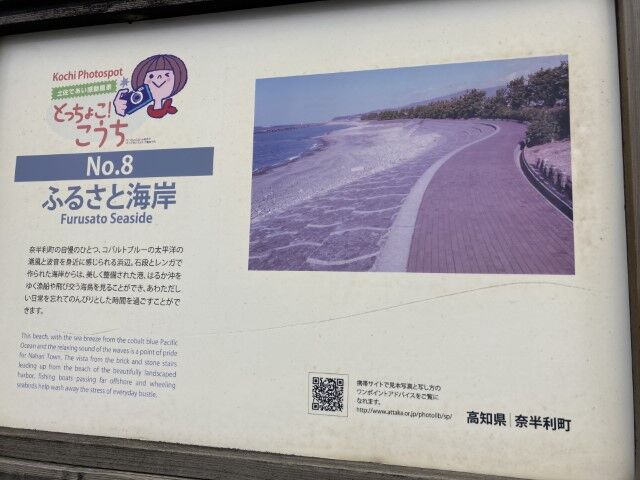 Kochi Photospot
土佐であい感動風景
とっちょこ!
こうち
No.8
ふるさと海岸
Furusato Seaside
奈半利町の自慢のひとつ、コバルトブルーの太平洋の
潮風と波音を身近に感じられる浜辺。石段とレンガで
作られた海岸からは、美しく整備された港、はるか沖を
ゆく漁船や飛び交う海鳥を見ることができ、あわただし
い日常を忘れてのんびりとした時間を過ごすことがで
きます。
This beach, with the sea breeze from the cobalt blue Pacific
Ocean and the relaxing sound of the waves is a point of pride
for Nahari Town. The vista from the brick and stone stairs
leading up from the beach of the beautifully landscaped
harbor, fishing boats passing far offshore and wheeling
seabirds help wash away the stress of everyday bustle.
携帯サイトで見本写真と写し方の
ワンポイントアドバイスをご覧に
なれます。
http://www.attaka.or.jp/photolib/sp/
高知県 | 奈半利町